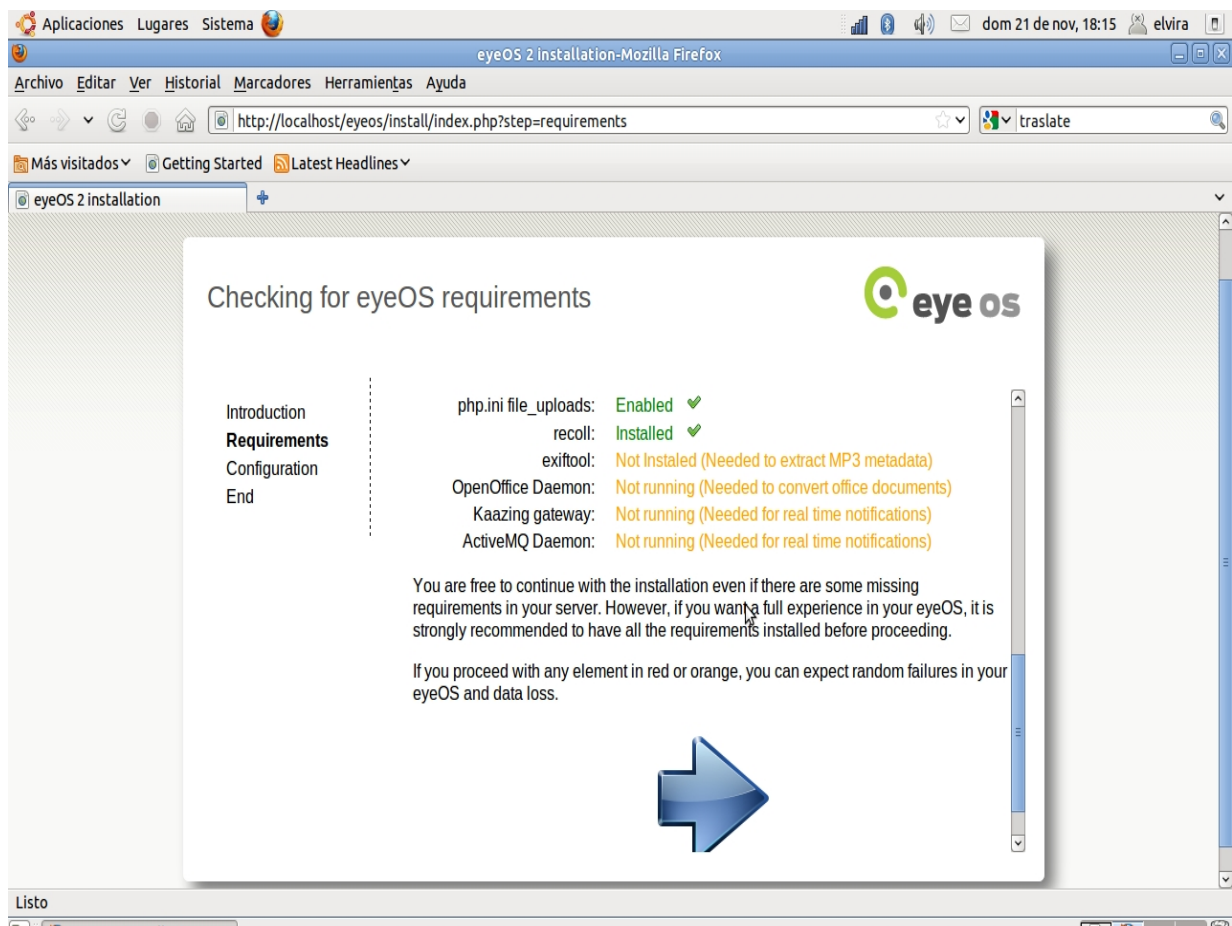 Aplicaciones Lugares Sistema
dom 21 de nov, 18:15 elvira
eyeOS 2 installation-Mozilla Firefox
Archivo Editar Ver Historial Marcadores Herramientas Ayuda
http://localhost/eyeos/install/index.php?step=requirements
traslate
Más visitados Getting Started Latest Headlines
eyeOS 2 installation
Checking for eyeOS requirements
eye os
Introduction
Requirements
Configuration
End
php.ini file_uploads: Enabled
recoll: Installed
exiftool: Not Instaled (Needed to extract MP3 metadata)
OpenOffice Daemon: Not running (Needed to convert office documents)
Kaazing gateway: Not running (Needed for real time notifications)
ActiveMQ Daemon: Not running (Needed for real time notifications)
You are free to continue with the installation even if there are some missing
requirements in your server. However, if you want a full experience in your eyeOS, it is
strongly recommended to have all the requirements installed before proceeding.
If you proceed with any element in red or orange, you can expect random failures in your
eyeOS and data loss.
Listo